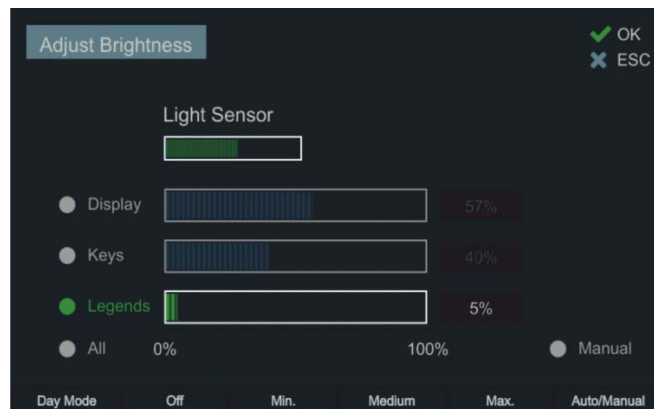 Adjust Brightness
OK
ESC
Light Sensor
Display 57%
Keys 40%
Legends 5%
All 0% 100% Manual
Day Mode Off Min. Medium Max. Auto/Manual